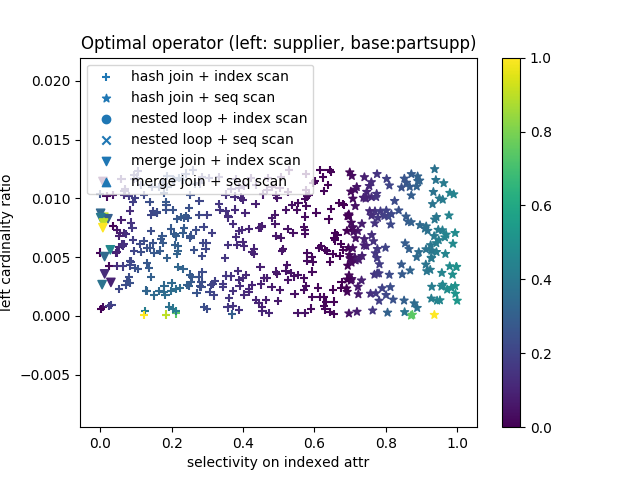 Optimal operator (left: supplier, base:partsupp)
hash join + index scan
hash join + seq scan
nested loop + index scan
nested loop + seq scan
merge join + index scan
merge join + seq scan
0.020
0.015
0.010
0.005
0.000
−0.005
left cardinality ratio
0.0 0.2 0.4 0.6 0.8 1.0
selectivity on indexed attr
1.0
0.8
0.6
0.4
0.2
0.0